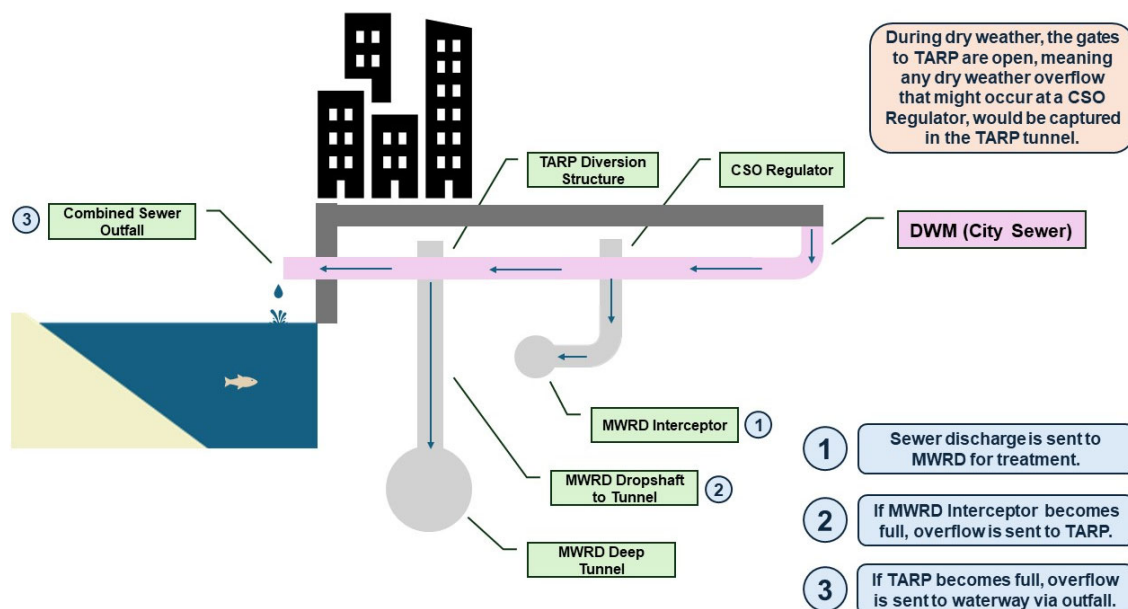 During dry weather, the gates
to TARP are open, meaning
any dry weather overflow
that might occur at a CSO
Regulator, would be captured
in the TARP tunnel.
TARP Diversion
Structure
CSO Regulator
3
Combined Sewer
Outfall
DWM (City Sewer)
MWRD Interceptor
1
MWRD Dropshaft
to Tunnel
2
MWRD Deep
Tunnel
1
Sewer discharge is sent to
MWRD for treatment.
2
If MWRD Interceptor becomes
full, overflow is sent to TARP.
3
If TARP becomes full, overflow
is sent to waterway via outfall.